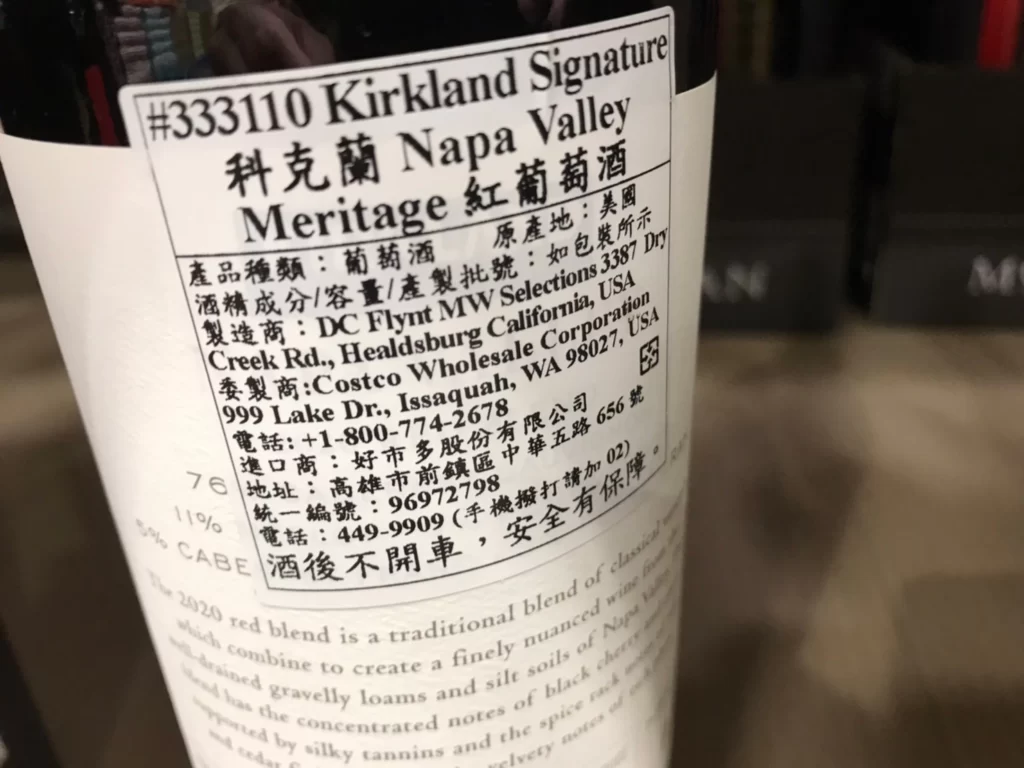 #333110 Kirkland Signature
科克蘭 Napa Valley
Meritage 紅葡萄酒
產品種類：葡萄酒 原產地：美國
酒精成分/容量/產製批號：如包裝所示
製造商：DC Flynt MW Selections 3387 Dry
Creek Rd., Healdsburg California, USA
委製商:Costco Wholesale Corporation
999 Lake Dr., Issaquah, WA 98027, USA
電話: +1-800-774-2678
進口商：好市多股份有限公司
地址：高雄市前鎮區中華五路 656 號
統一編號：96972798
電話：449-9909 (手機撥打請加 02)
酒後不開車，安全有保障。
76
11%
5% CABE
The 2020 red blend is a traditional blend of classical
which combine to create a finely nuanced wine from
well-drained gravelly loams and silt soils of Napa Valley
blend has the concentrated notes of black cherry
supported by silky tannins and the spice rack
and cedar velvety notes of